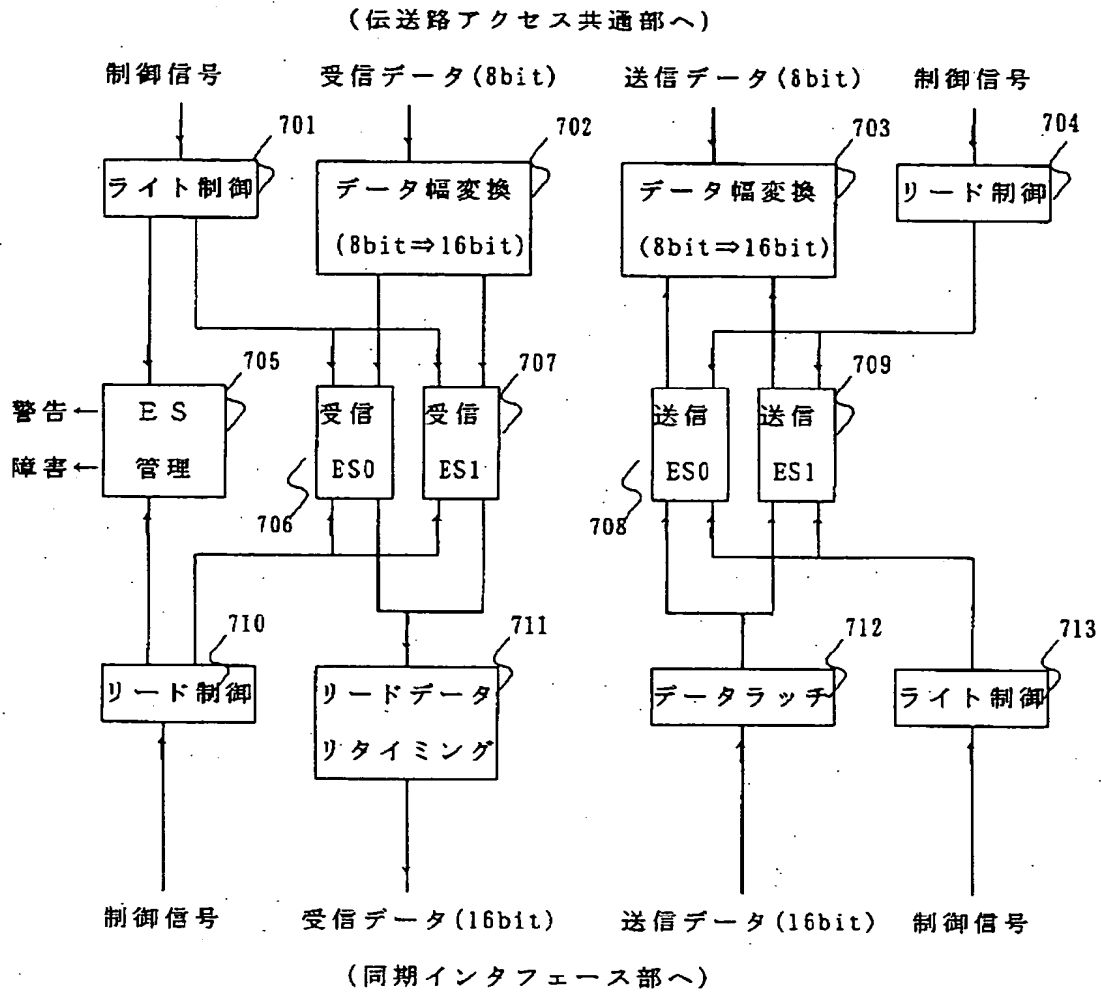 (伝送路アクセス共通部へ)
制御信号
受信データ(8bit)
送信データ(8bit)
制御信号
701
702
703
704
ライト制御
データ幅変換
(8bit⇒16bit)
データ幅変換
(8bit⇒16bit)
リード制御
705
707
709
警告←
障害←
ES
管理
受信
ES0
受信
ES1
送信
ES0
送信
ES1
706
708
710
711
712
713
リード制御
リードデータ
リタイミング
データラッチ
ライト制御
制御信号
受信データ(16bit)
送信データ(16bit)
制御信号
(同期インタフェース部へ)